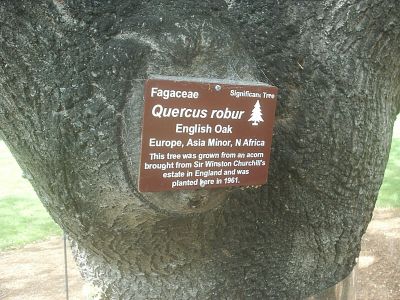 Fagaceae Significant Tree
Quercus robur
English Oak
Europe, Asia Minor, N Africa
This tree was grown from an acorn
brought from Sir Winston Churchill's
estate in England and was
planted here in 1961.